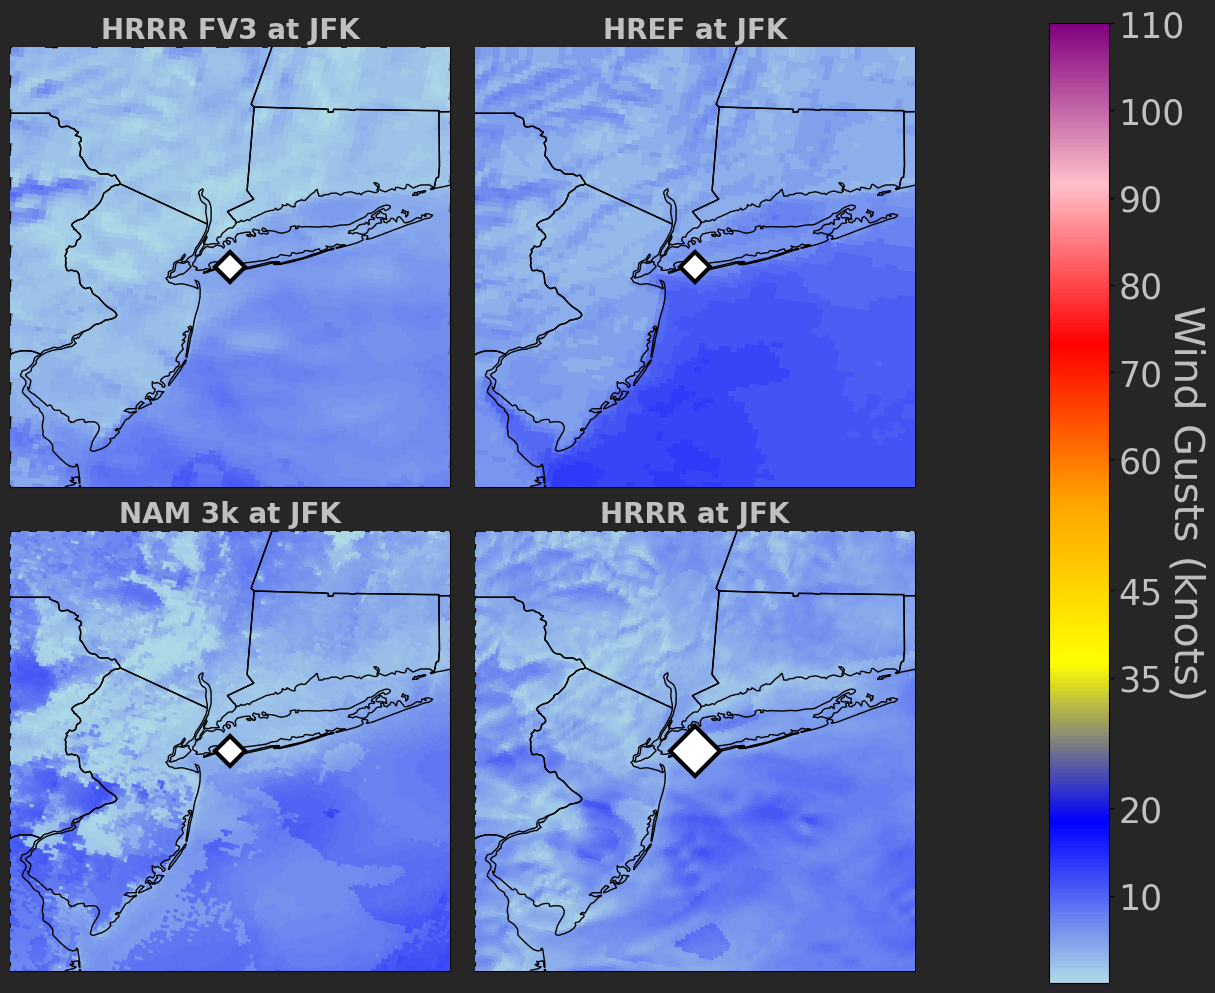 HRRR FV3 at JFK
HREF at JFK
NAM 3k at JFK
HRRR at JFK
110
100
90
80
70
60
45
35
20
10
Wind Gusts (knots)